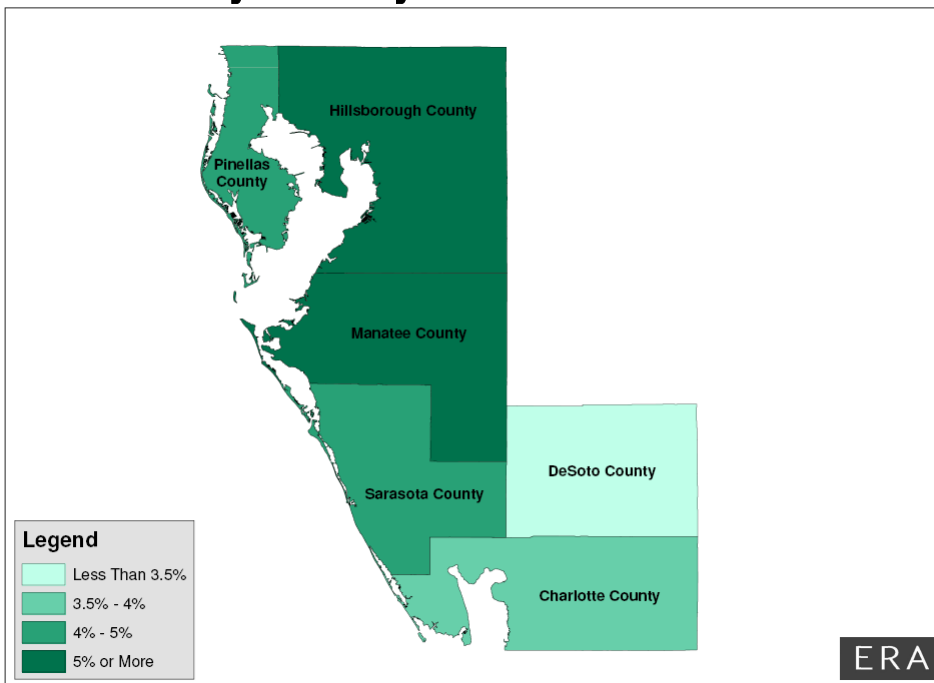 Hillsborough County
Pinellas
County
Manatee County
DeSoto County
Sarasota County
Charlotte County
Legend
Less Than 3.5%
3.5% - 4%
4% - 5%
5% or More
ERA